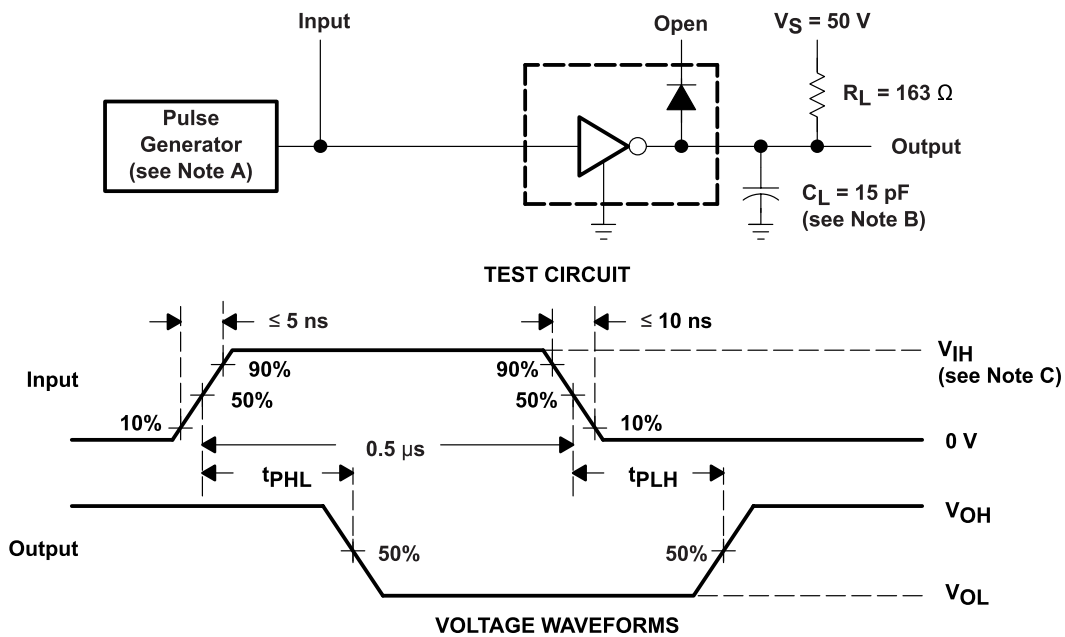 Input
Open
VS = 50 V
Pulse
Generator
(see Note A)
RL = 163 Ω
Output
CL = 15 pF
(see Note B)
TEST CIRCUIT
≤ 5 ns
≤ 10 ns
Input
90%
90%
VIH
(see Note C)
50%
50%
10%
10%
0.5 µs
0 V
tPHL
tPLH
VOH
Output
50%
50%
VOL
VOLTAGE WAVEFORMS